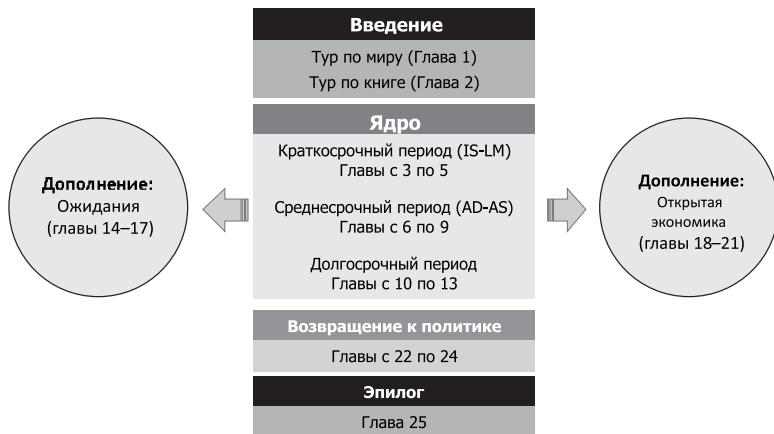 Введение
Тур по миру (Глава 1)
Тур по книге (Глава 2)
Ядро
Краткосрочный период (IS-LM)
Главы с 3 по 5
Среднесрочный период (AD-AS)
Главы с 6 по 9
Долгосрочный период
Главы с 10 по 13
Дополнение:
Ожидания
(главы 14–17)
Дополнение:
Открытая
экономика
(главы 18–21)
Возвращение к политике
Главы с 22 по 24
Эпилог
Глава 25